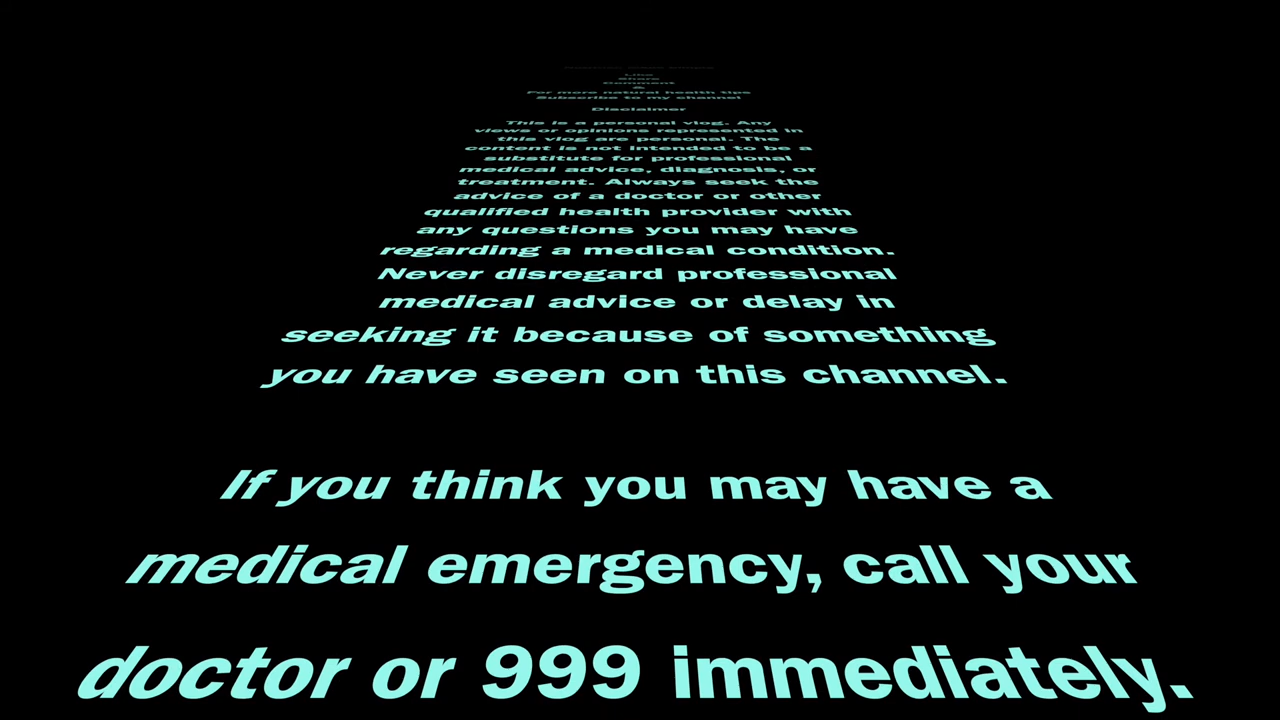 Like
Share
Comment
&
For more natural health tips
Subscribe to my channel
Disclaimer
This is a personal vlog. Any
views or opinions represented in
this vlog are personal. The
content is not intended to be a
substitute for professional
medical advice, diagnosis, or
treatment. Always seek the
advice of a doctor or other
qualified health provider with
any questions you may have
regarding a medical condition.
Never disregard professional
medical advice or delay in
seeking it because of something
you have seen on this channel.
If you think you may have a
medical emergency, call your
doctor or 999 immediately.